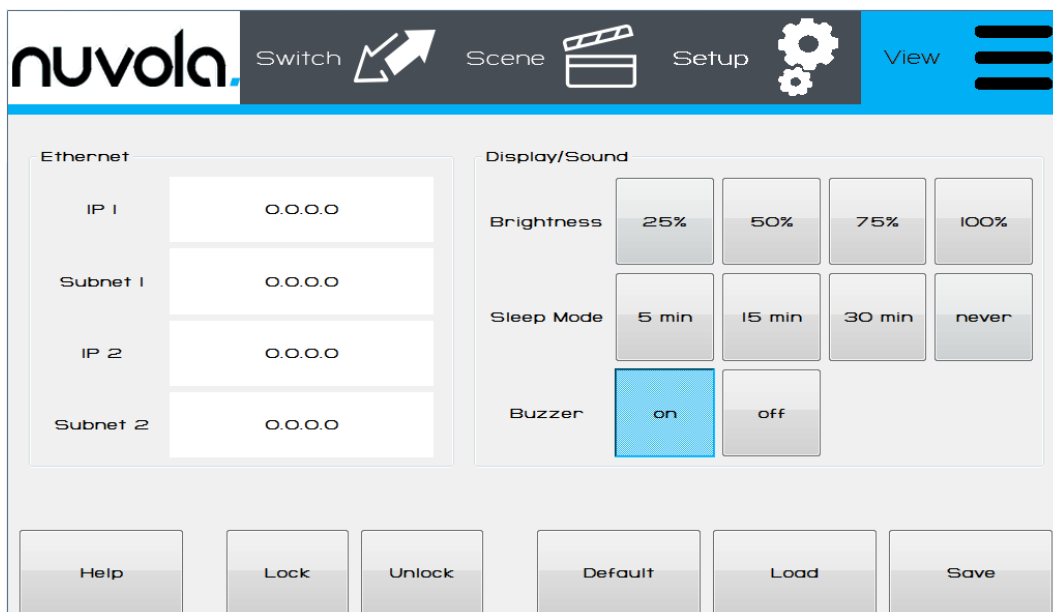 nuvola.
Switch
Scene
Setup
View
Ethernet
IP 1
0.0.0.0
Subnet 1
0.0.0.0
IP 2
0.0.0.0
Subnet 2
0.0.0.0
Display/Sound
Brightness 25% 50% 75% 100%
Sleep Mode 5 min 15 min 30 min never
Buzzer on off
Help Lock Unlock Default Load Save